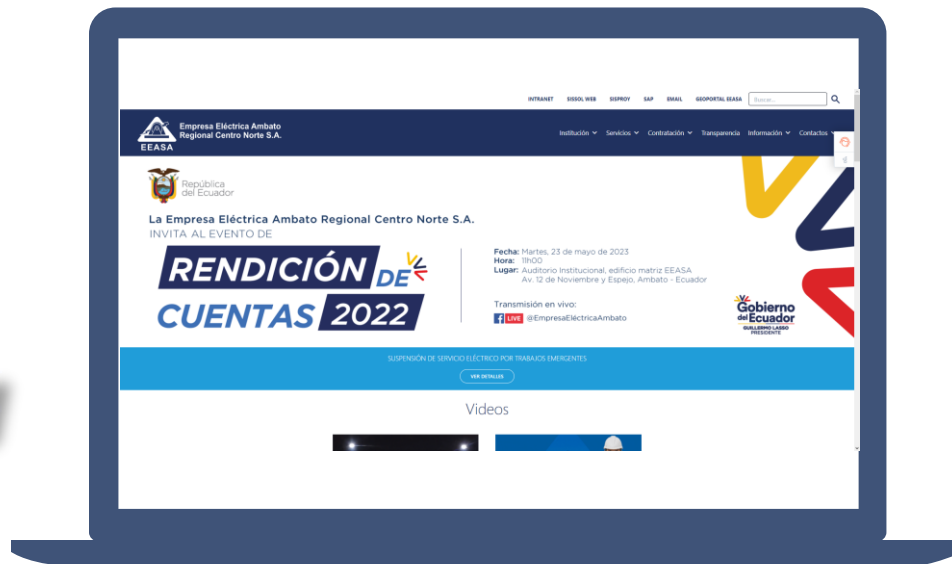 INTRANET SISSOL WEB SISPROY SAP EMAIL GEOPORTAL EEASA Buscar...
EEASA
Empresa Eléctrica Ambato
Regional Centro Norte S.A.
Institución Servicios Contratación Transparencia Información Contactos
República
del Ecuador
La Empresa Eléctrica Ambato Regional Centro Norte S.A.
INVITA AL EVENTO DE
RENDICIÓN DE
CUENTAS 2022
Fecha: Martes, 23 de mayo de 2023
Hora: 11h00
Lugar: Auditorio Institucional, edificio matriz EEASA
Av. 12 de Noviembre y Espejo, Ambato - Ecuador
Transmisión en vivo:
f LIVE @EmpresaEléctricaAmbato
Gobierno
del Ecuador
GUILLERMO LASSO
PRESIDENTE
SUSPENSIÓN DE SERVICIO ELÉCTRICO POR TRABAJOS EMERGENTES
VER DETALLES
Videos